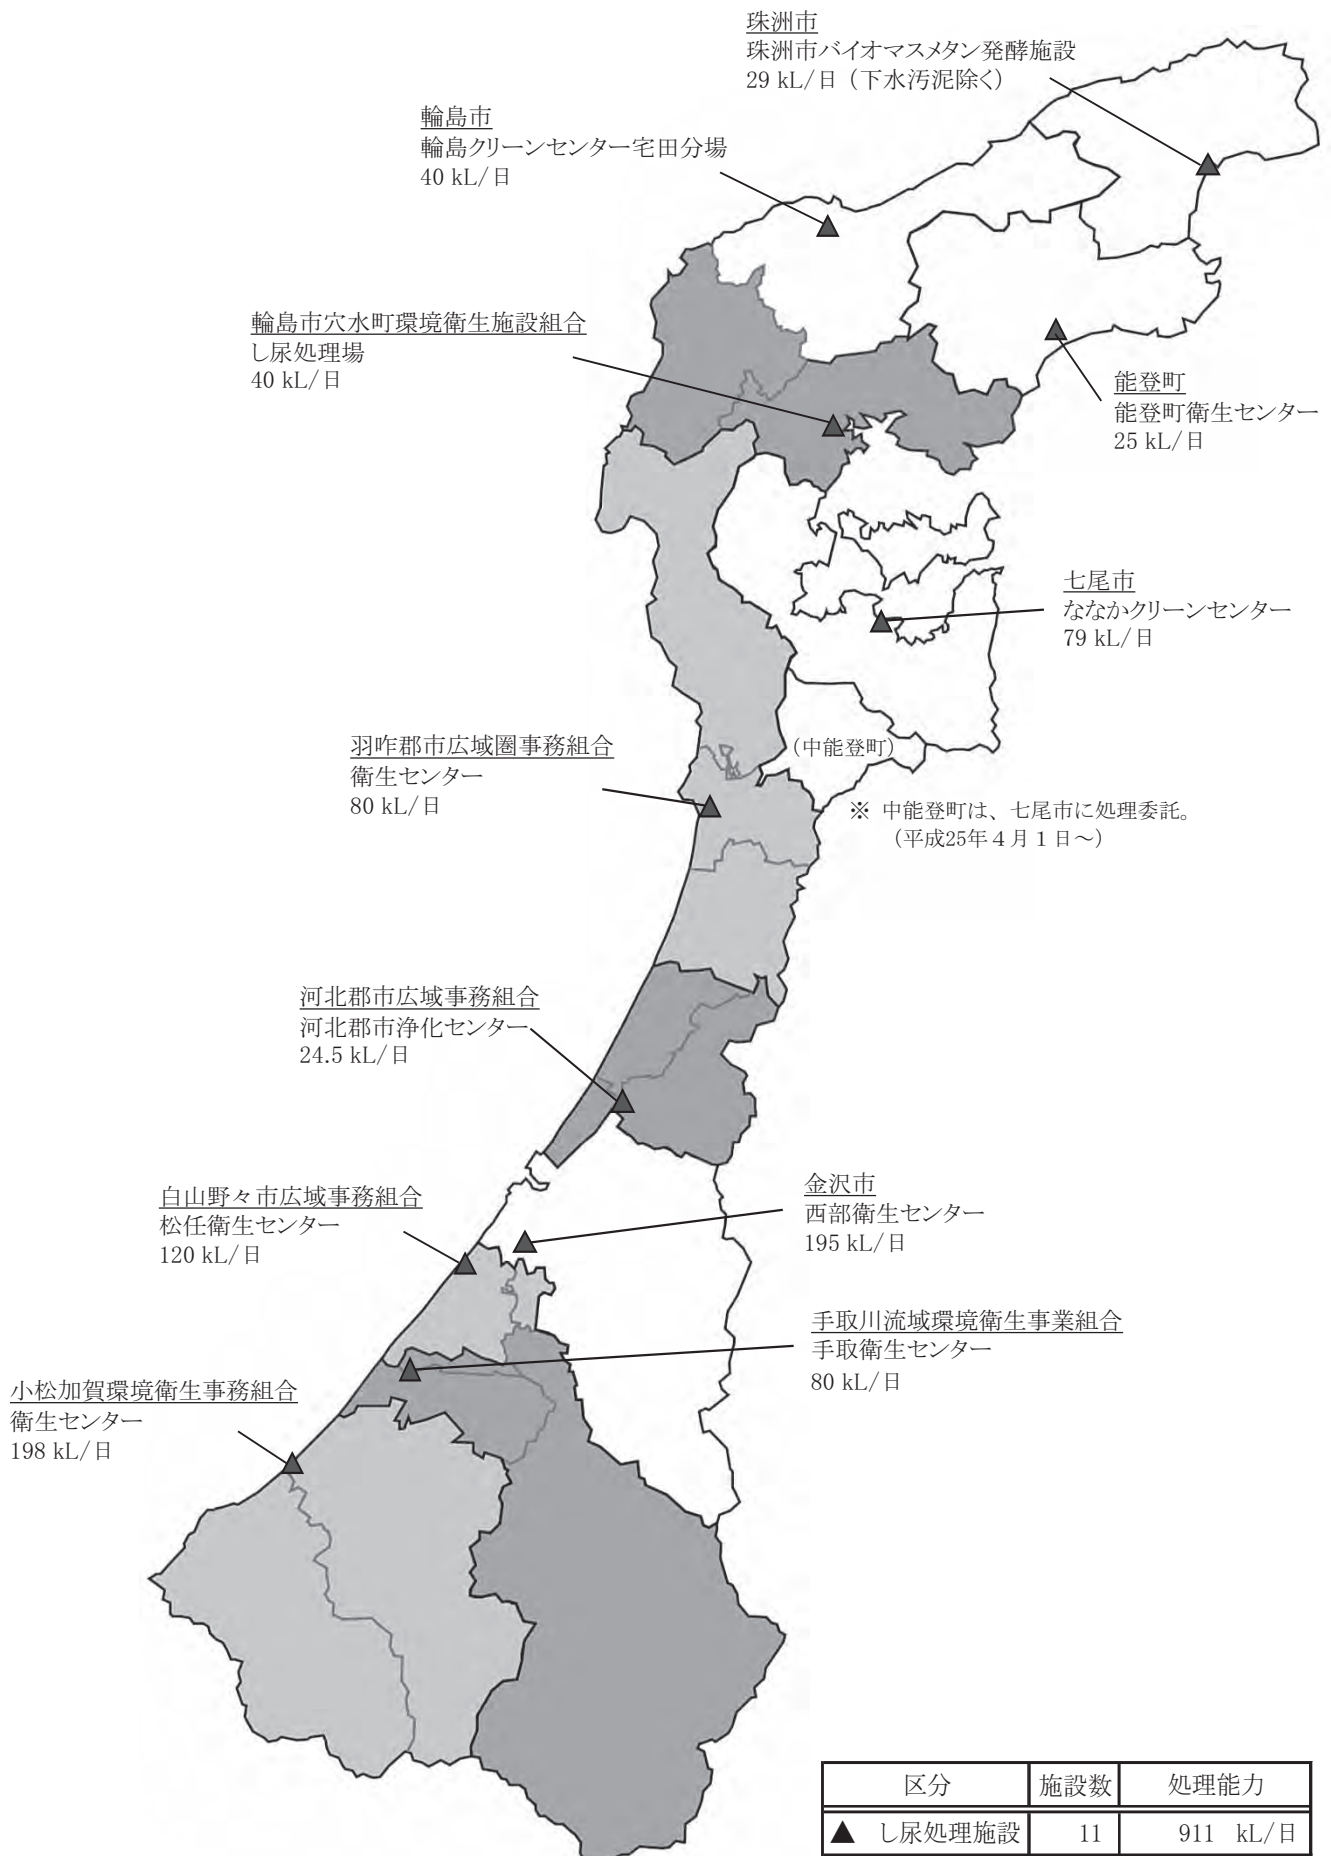 珠洲市
珠洲市バイオマスメタン発酵施設
29 kL/日（下水汚泥除く）
輪島市
輪島クリーンセンター宅田分場
40 kL/日
輪島市穴水町環境衛生施設組合
し尿処理場
40 kL/日
能登町
能登町衛生センター
25 kL/日
七尾市
ななかクリーンセンター
79 kL/日
羽咋郡市広域圏事務組合
衛生センター
80 kL/日
（中能登町）
※ 中能登町は、七尾市に処理委託。
（平成25年４月１日～）
河北郡市広域事務組合
河北郡市浄化センター
24.5 kL/日
白山野々市広域事務組合
松任衛生センター
120 kL/日
金沢市
西部衛生センター
195 kL/日
手取川流域環境衛生事業組合
手取衛生センター
80 kL/日
小松加賀環境衛生事務組合
衛生センター
198 kL/日
区分 施設数 処理能力
▲ し尿処理施設 11 911 kL/日